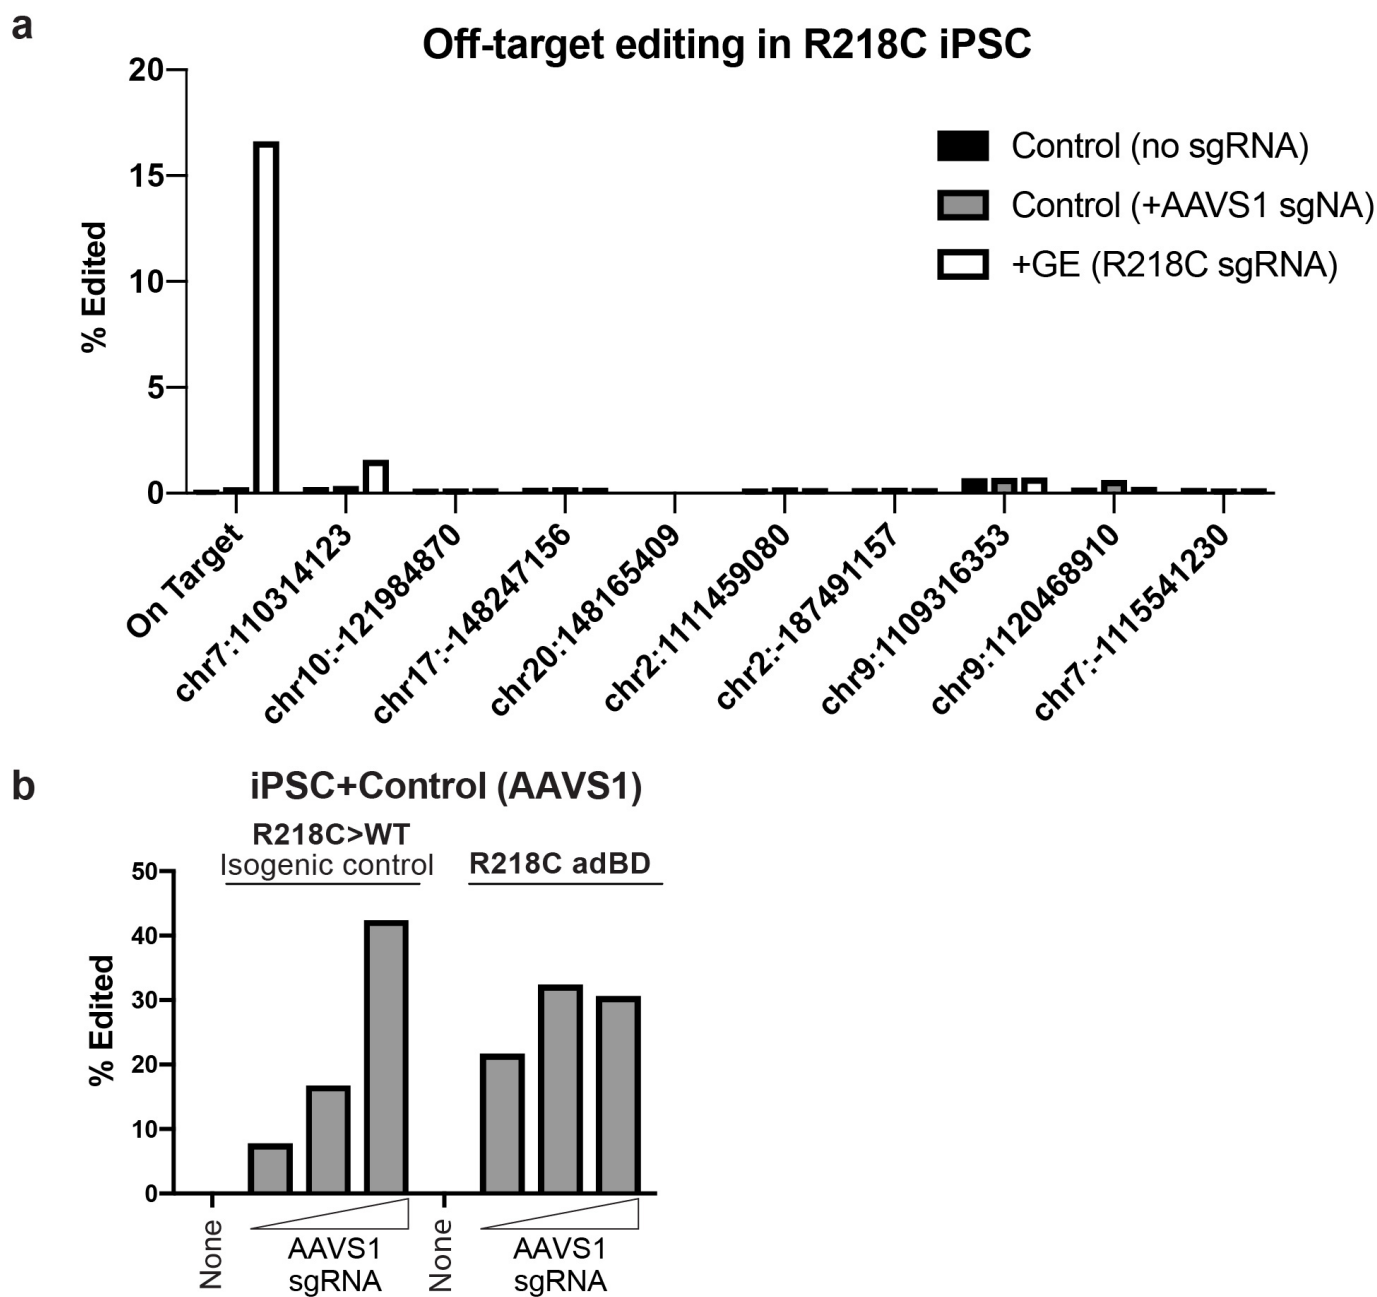 a
Off-target editing in R218C iPSC
20
15
10
5
0
% Edited
Control (no sgRNA)
Control (+AAVS1 sgNA)
+GE (R218C sgRNA)
On Target
chr7:110314123
chr10:-121984870
chr17:-148247156
chr20:148165409
chr2:1111459080
chr2:-187491157
chr9:1109316353
chr9:1120468910
chr7:-1115541230
b
iPSC+Control (AAVS1)
R218C>WT
Isogenic control
R218C adBD
50
40
30
20
10
0
% Edited
None
AAVS1
sgRNA
None
AAVS1
sgRNA